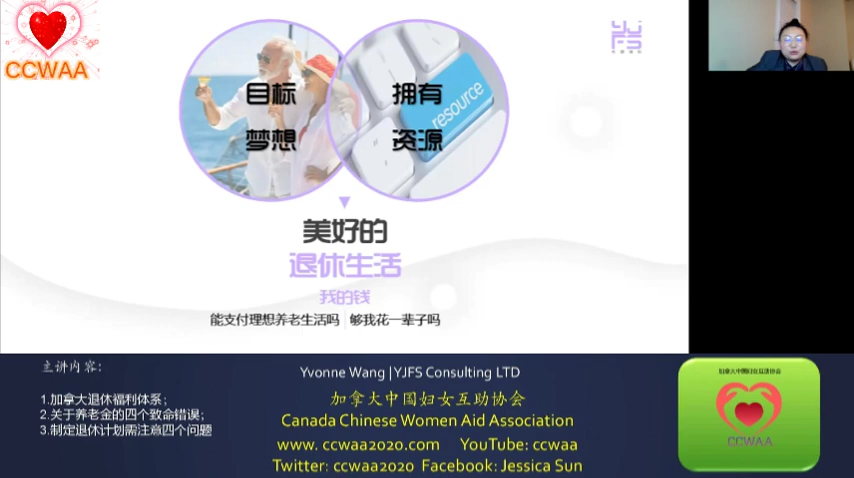 CCWAA
YJFS
目标
梦想
拥有
资源
resource
美好的
退休生活
我的钱
能支付理想养老生活吗 够我花一辈子吗
主讲内容:
1.加拿大退休福利体系;
2.关于养老金的四个致命错误;
3.制定退休计划需注意四个问题
Yvonne Wang | YJFS Consulting LTD
加拿大中国妇女互助协会
Canada Chinese Women Aid Association
www. ccwaa2020.com YouTube: ccwaa
Twitter: ccwaa2020 Facebook: Jessica Sun
加拿大中国妇女互助协会
CCWAA